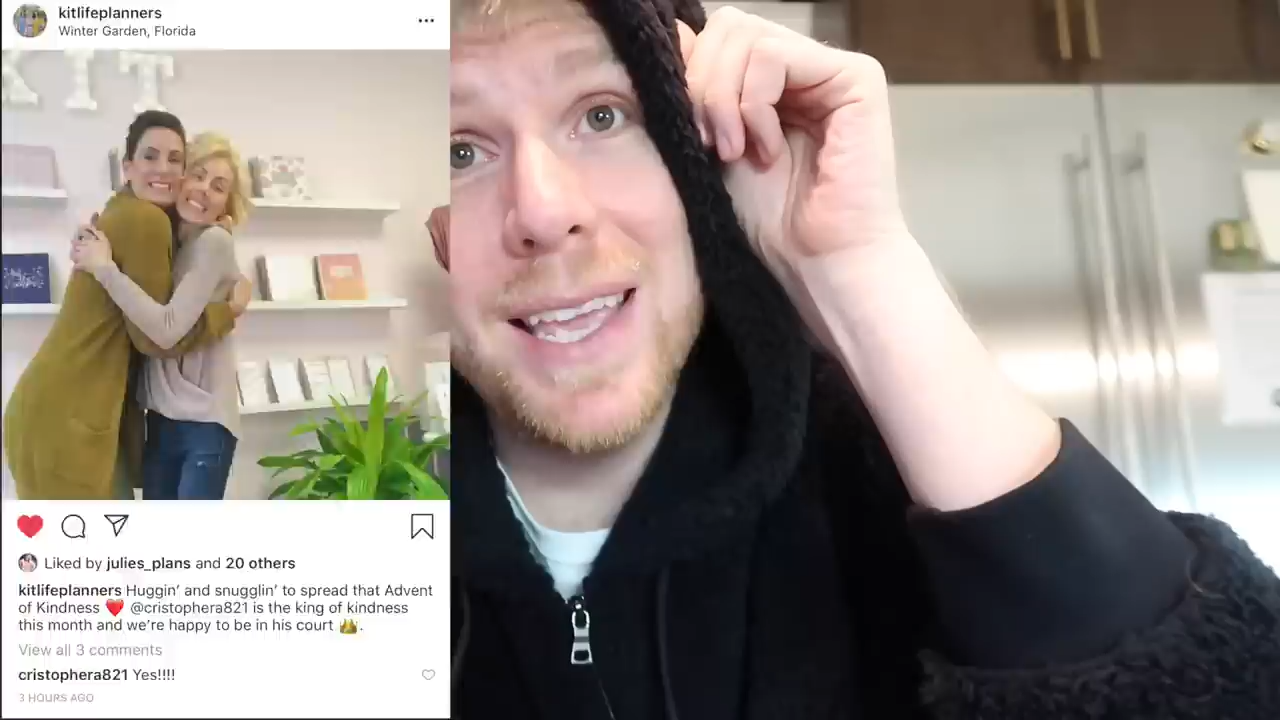 kitlifeplanners
Winter Garden, Florida
KIT
Liked by julies_plans and 20 others
kitlifeplanners Huggin’ and snugglin’ to spread that Advent
of Kindness ❤️ @cristophera821 is the king of kindness
this month and we’re happy to be in his court 👑.
View all 3 comments
cristophera821 Yes!!!!
3 HOURS AGO